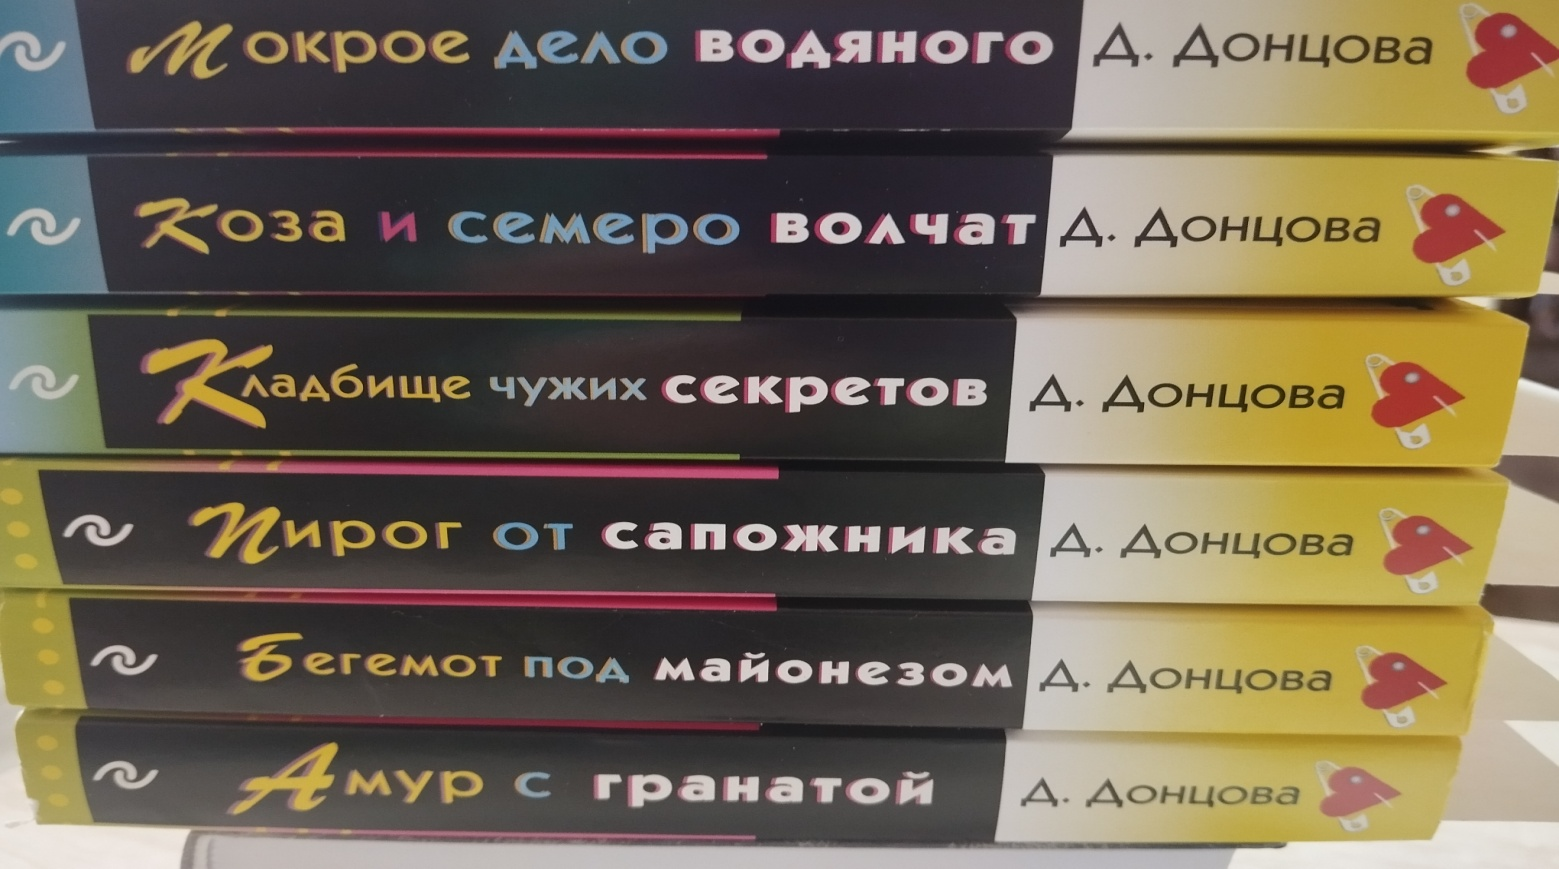 Мокрое дело водяного Д. Донцова
Коза и семеро волчат Д. Донцова
Кладбище чужих секретов Д. Донцова
Пирог от сапожника Д. Донцова
Бегемот под майонезом Д. Донцова
Амур с гранатой Д. Донцова